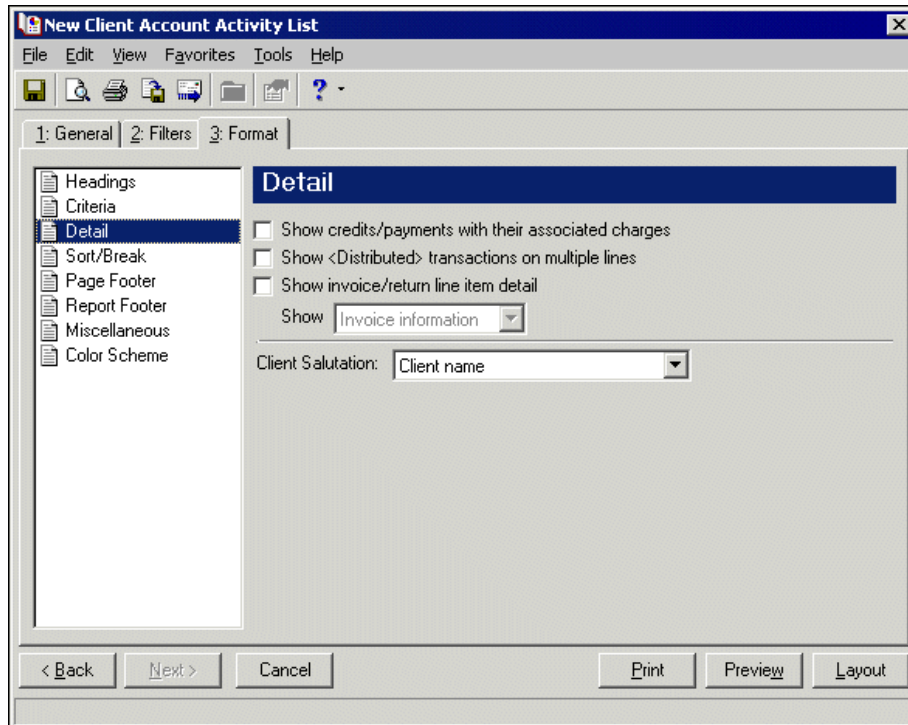 New Client Account Activity List
File Edit View Favorites Tools Help
1: General 2: Filters 3: Format
Headings
Criteria
Detail
Sort/Break
Page Footer
Report Footer
Miscellaneous
Color Scheme
Detail
Show credits/payments with their associated charges
Show <Distributed> transactions on multiple lines
Show invoice/return line item detail
Show Invoice information
Client Salutation: Client name
< Back Next > Cancel Print Preview Layout